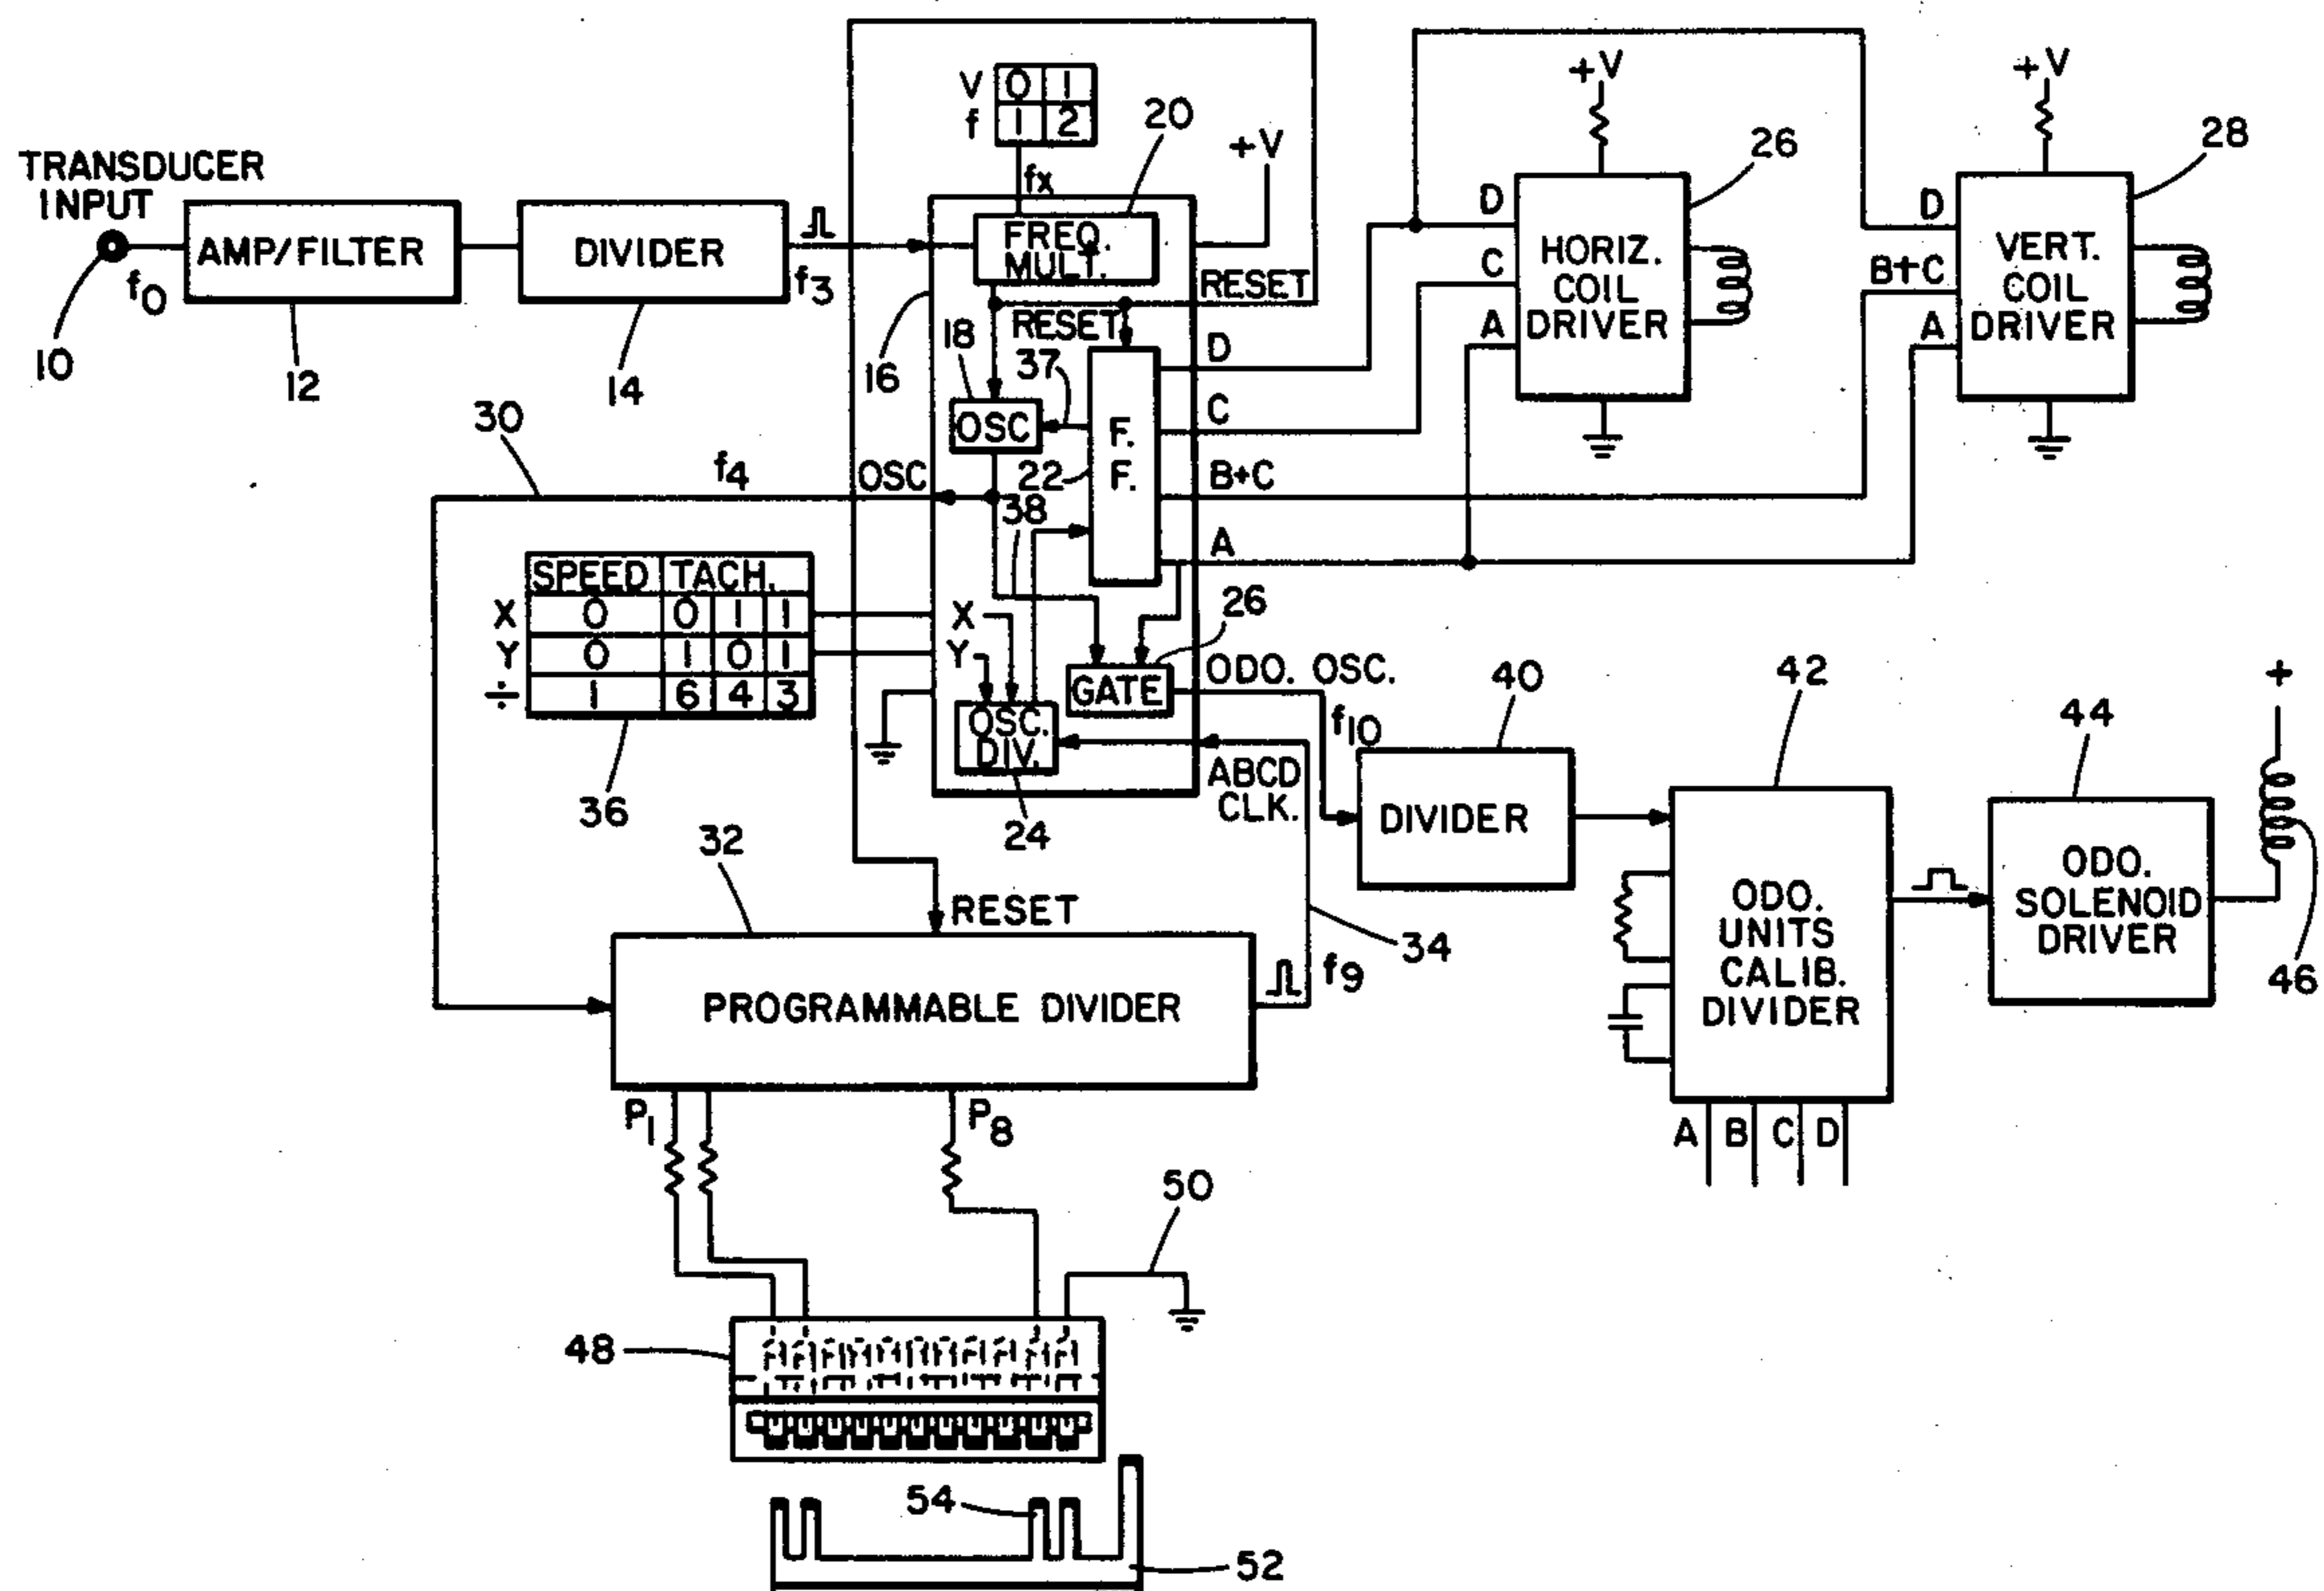 TRANSDUCER
INPUT
10
f0
AMP/FILTER
12
DIVIDER
14
f3
V 0 1
f 1 2
fx
20
FREQ.
MULT.
+V
RESET
RESET
16
18
37
OSC
F.
F.
22
D
C
B+C
A
OSC
f4
30
38
SPEED TACH.
X 0 0 1 1
Y 0 1 0 1
÷ 1 6 4 3
36
X
Y
GATE
26
OSC.
DIV.
24
ODO. OSC.
f10
ABCD
CLK.
+V
26
D
C
A
HORIZ.
COIL
DRIVER
+V
28
D
B+C
A
VERT.
COIL
DRIVER
40
DIVIDER
42
ODO.
UNITS
CALIB.
DIVIDER
A B C D
44
ODO.
SOLENOID
DRIVER
+
46
32
RESET
PROGRAMMABLE DIVIDER
34
f9
P1
P8
50
48
54
52